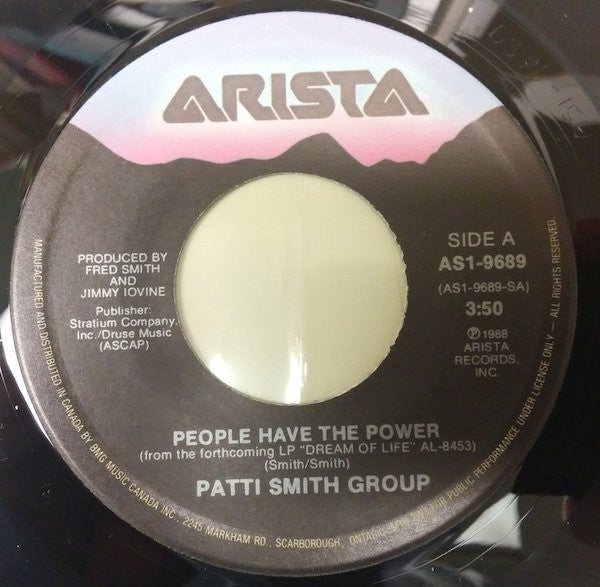 ARISTA
PRODUCED BY
FRED SMITH
AND
JIMMY IOVINE
Publisher:
Stratium Company,
Inc./Druse Music
(ASCAP)
SIDE A
AS1-9689
(AS1-9689-SA)
3:50
Ⓟ1988
ARISTA
RECORDS,
INC.
PEOPLE HAVE THE POWER
(from the forthcoming LP "DREAM OF LIFE" AL-8453)
(Smith/Smith)
PATTI SMITH GROUP
MANUFACTURED AND DISTRIBUTED IN CANADA BY BMG MUSIC CANADA INC., 2245 MARKHAM RD., SCARBOROUGH, ONTARIO PUBLIC PERFORMANCE UNDER LICENSE ONLY — ALL RIGHTS RESERVED.